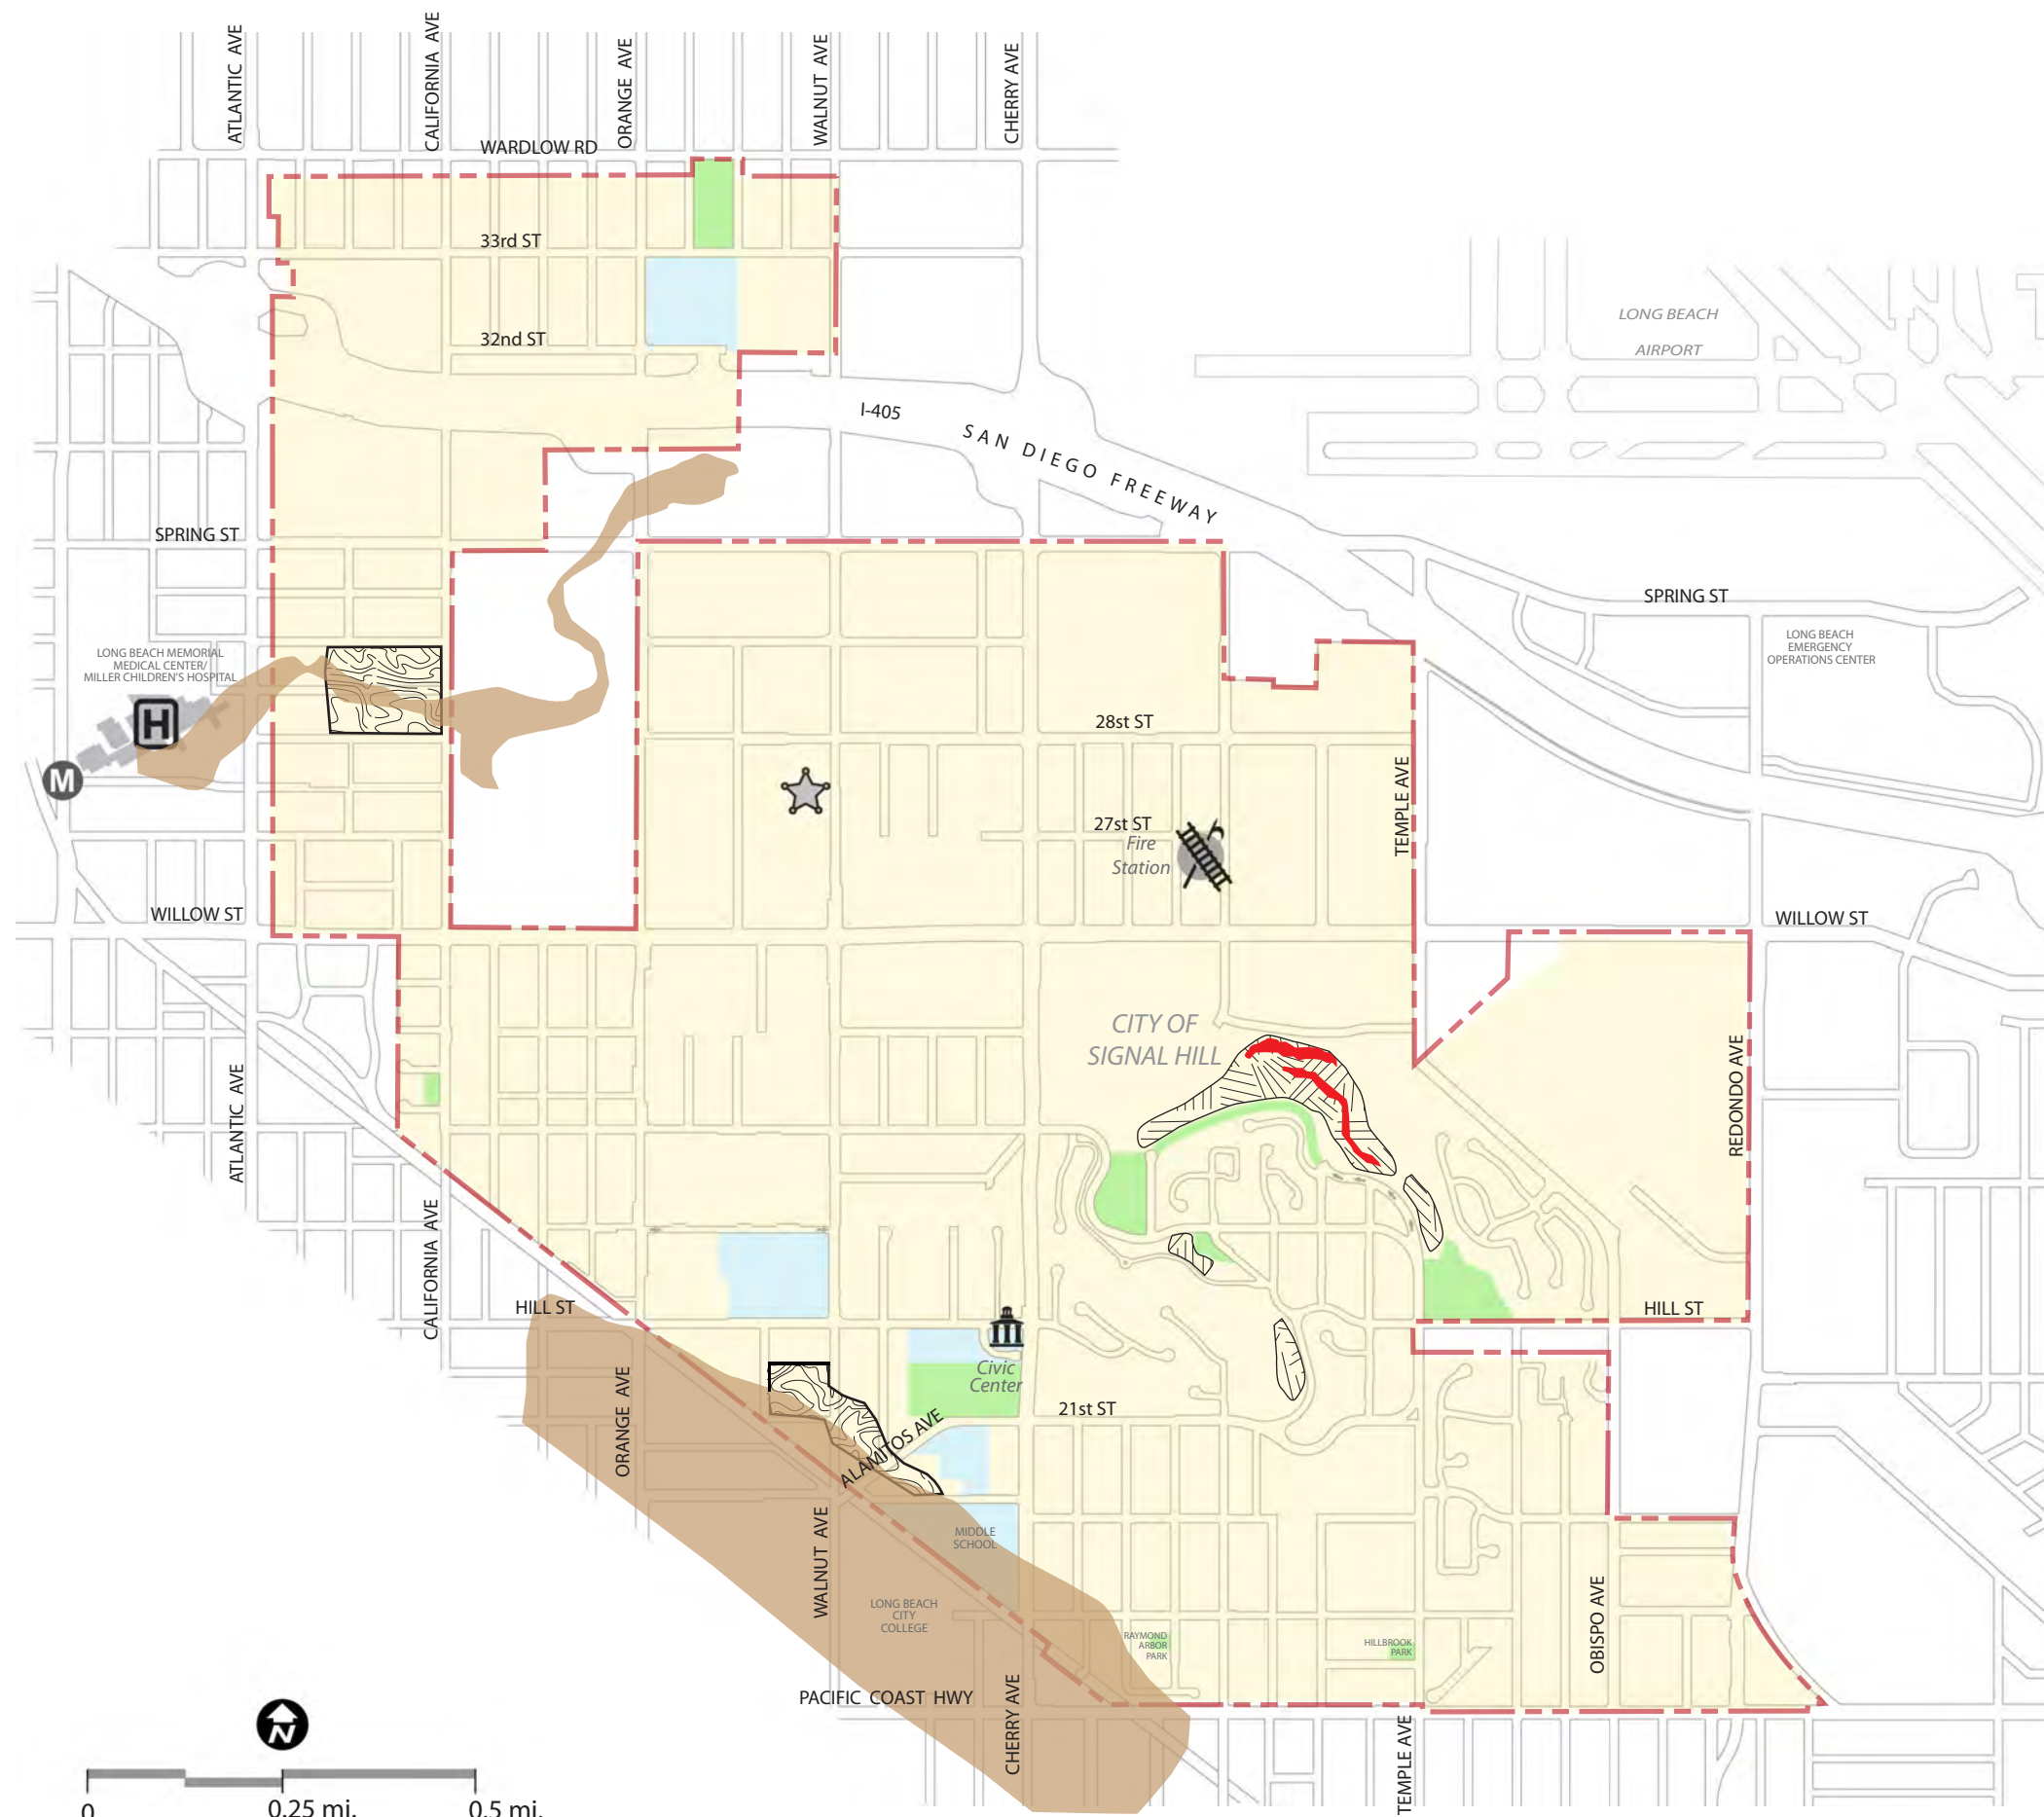 ATLANTIC AVE
CALIFORNIA AVE
ORANGE AVE
WALNUT AVE
CHERRY AVE
WARDLOW RD
33rd ST
32nd ST
LONG BEACH
AIRPORT
I-405
SAN DIEGO FREEWAY
SPRING ST
SPRING ST
LONG BEACH MEMORIAL
MEDICAL CENTER/
MILLER CHILDREN'S HOSPITAL
H
M
LONG BEACH
EMERGENCY
OPERATIONS CENTER
28st ST
27st ST
Fire
Station
TEMPLE AVE
WILLOW ST
WILLOW ST
CITY OF
SIGNAL HILL
ATLANTIC AVE
REDONDO AVE
CALIFORNIA AVE
HILL ST
HILL ST
Civic
Center
ORANGE AVE
21st ST
ALAMITOS AVE
WALNUT AVE
MIDDLE
SCHOOL
LONG BEACH
CITY
COLLEGE
RAYMOND
ARBOR
PARK
HILLBROOK
PARK
OBISPO AVE
PACIFIC COAST HWY
CHERRY AVE
TEMPLE AVE
N
0
0.25 mi.
0.5 mi.